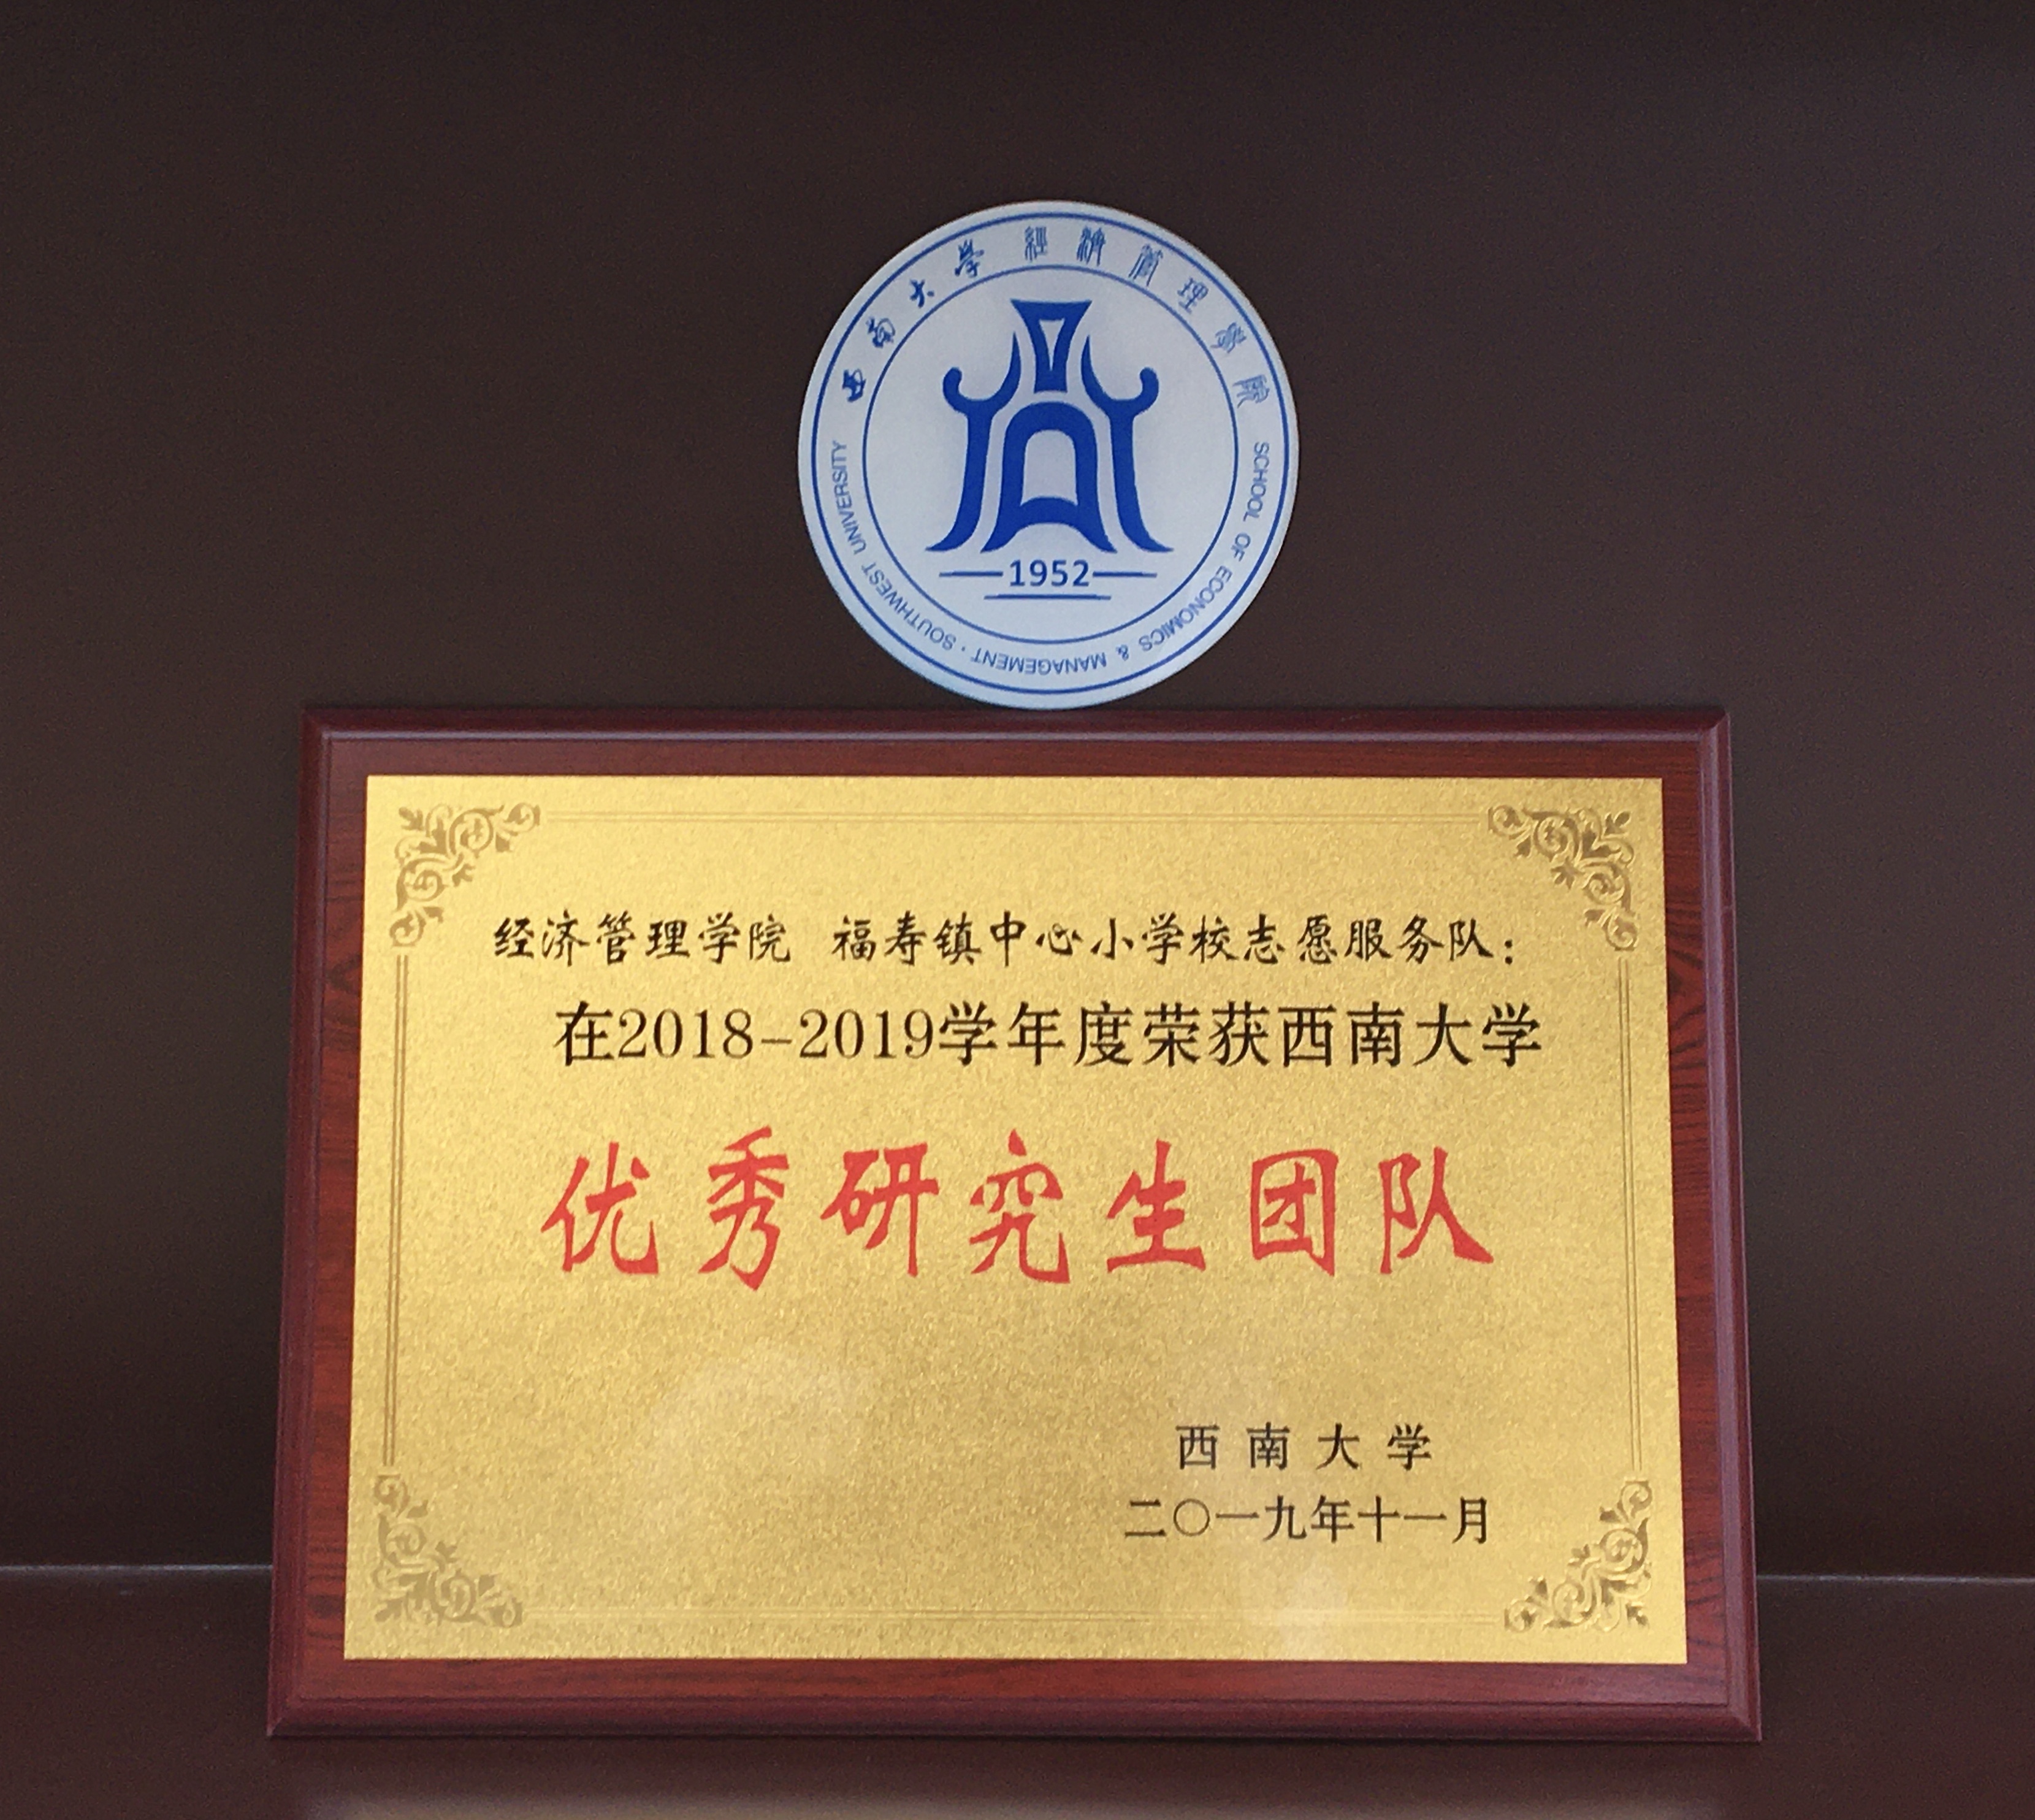 西南大学 經濟管理學院
SCHOOL OF ECONOMICS & MANAGEMENT · SOUTHWEST UNIVERSITY
1952
经济管理学院 福寿镇中心小学校志愿服务队：
在2018-2019学年度荣获西南大学
优秀研究生团队
西南大学
二〇一九年十一月